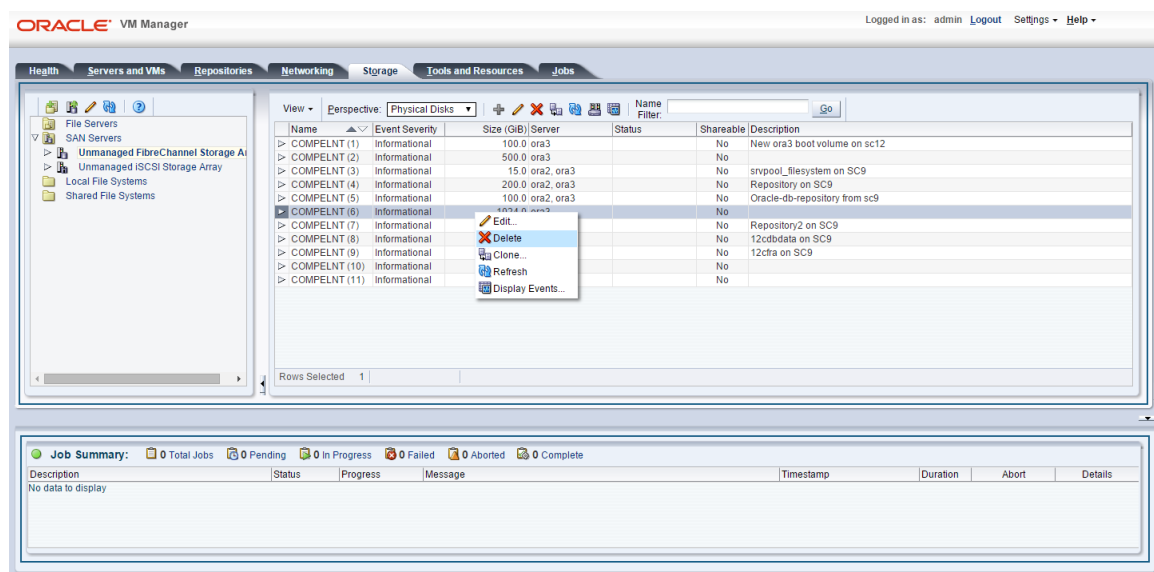 ORACLE VM Manager
Logged in as: admin Logout Settings Help
Health Servers and VMs Repositories Networking Storage Tools and Resources Jobs
File Servers
SAN Servers
Unmanaged FibreChannel Storage
Unmanaged iSCSI Storage Array
Local File Systems
Shared File Systems
View Perspective: Physical Disks Name Filter: Go
Name Event Severity Size (GiB) Server Status Shareable Description
COMPELNT (1) Informational 100.0 ora3 No New ora3 boot volume on sc12
COMPELNT (2) Informational 500.0 ora3 No
COMPELNT (3) Informational 15.0 ora2, ora3 No srvpool_filesystem on SC9
COMPELNT (4) Informational 200.0 ora2, ora3 No Repository on SC9
COMPELNT (5) Informational 100.0 ora2, ora3 No Oracle-db-repository from sc9
COMPELNT (6) Informational 1024.0 ora3 No
COMPELNT (7) Informational No Repository2 on SC9
COMPELNT (8) Informational No 12cdbdata on SC9
COMPELNT (9) Informational No 12cfra on SC9
COMPELNT (10) Informational No
COMPELNT (11) Informational No
Edit...
Delete
Clone...
Refresh
Display Events...
Rows Selected 1
Job Summary: 0 Total Jobs 0 Pending 0 In Progress 0 Failed 0 Aborted 0 Complete
Description Status Progress Message Timestamp Duration Abort Details
No data to display